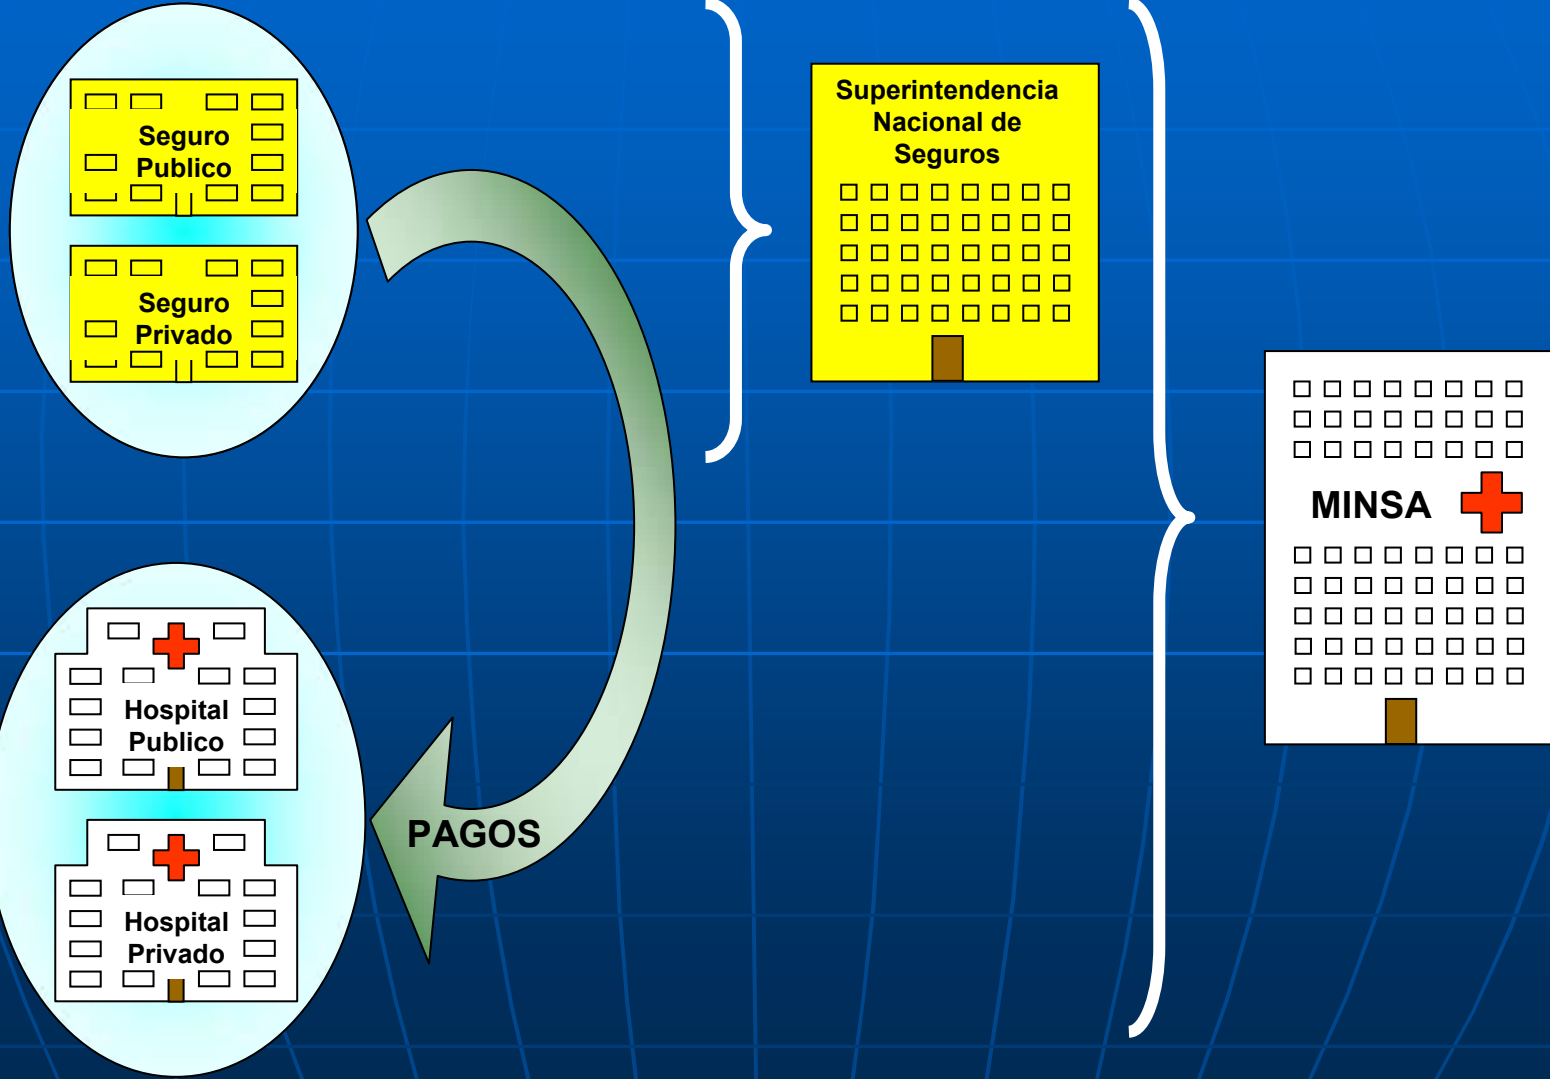 Seguro
Publico
Seguro
Privado
Superintendencia
Nacional de
Seguros
MINSA
Hospital
Publico
PAGOS
Hospital
Privado